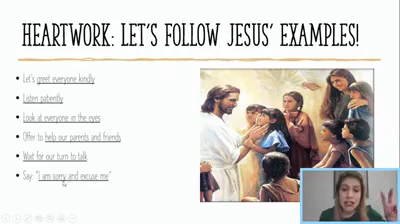 HEARTWORK: LET'S FOLLOW JESUS' EXAMPLES!
• Let's greet everyone kindly
• Listen patiently
• Look at everyone in the eyes
• Offer to help our parents and friends
• Wait for our turn to talk
• Say: "I am sorry and excuse me"